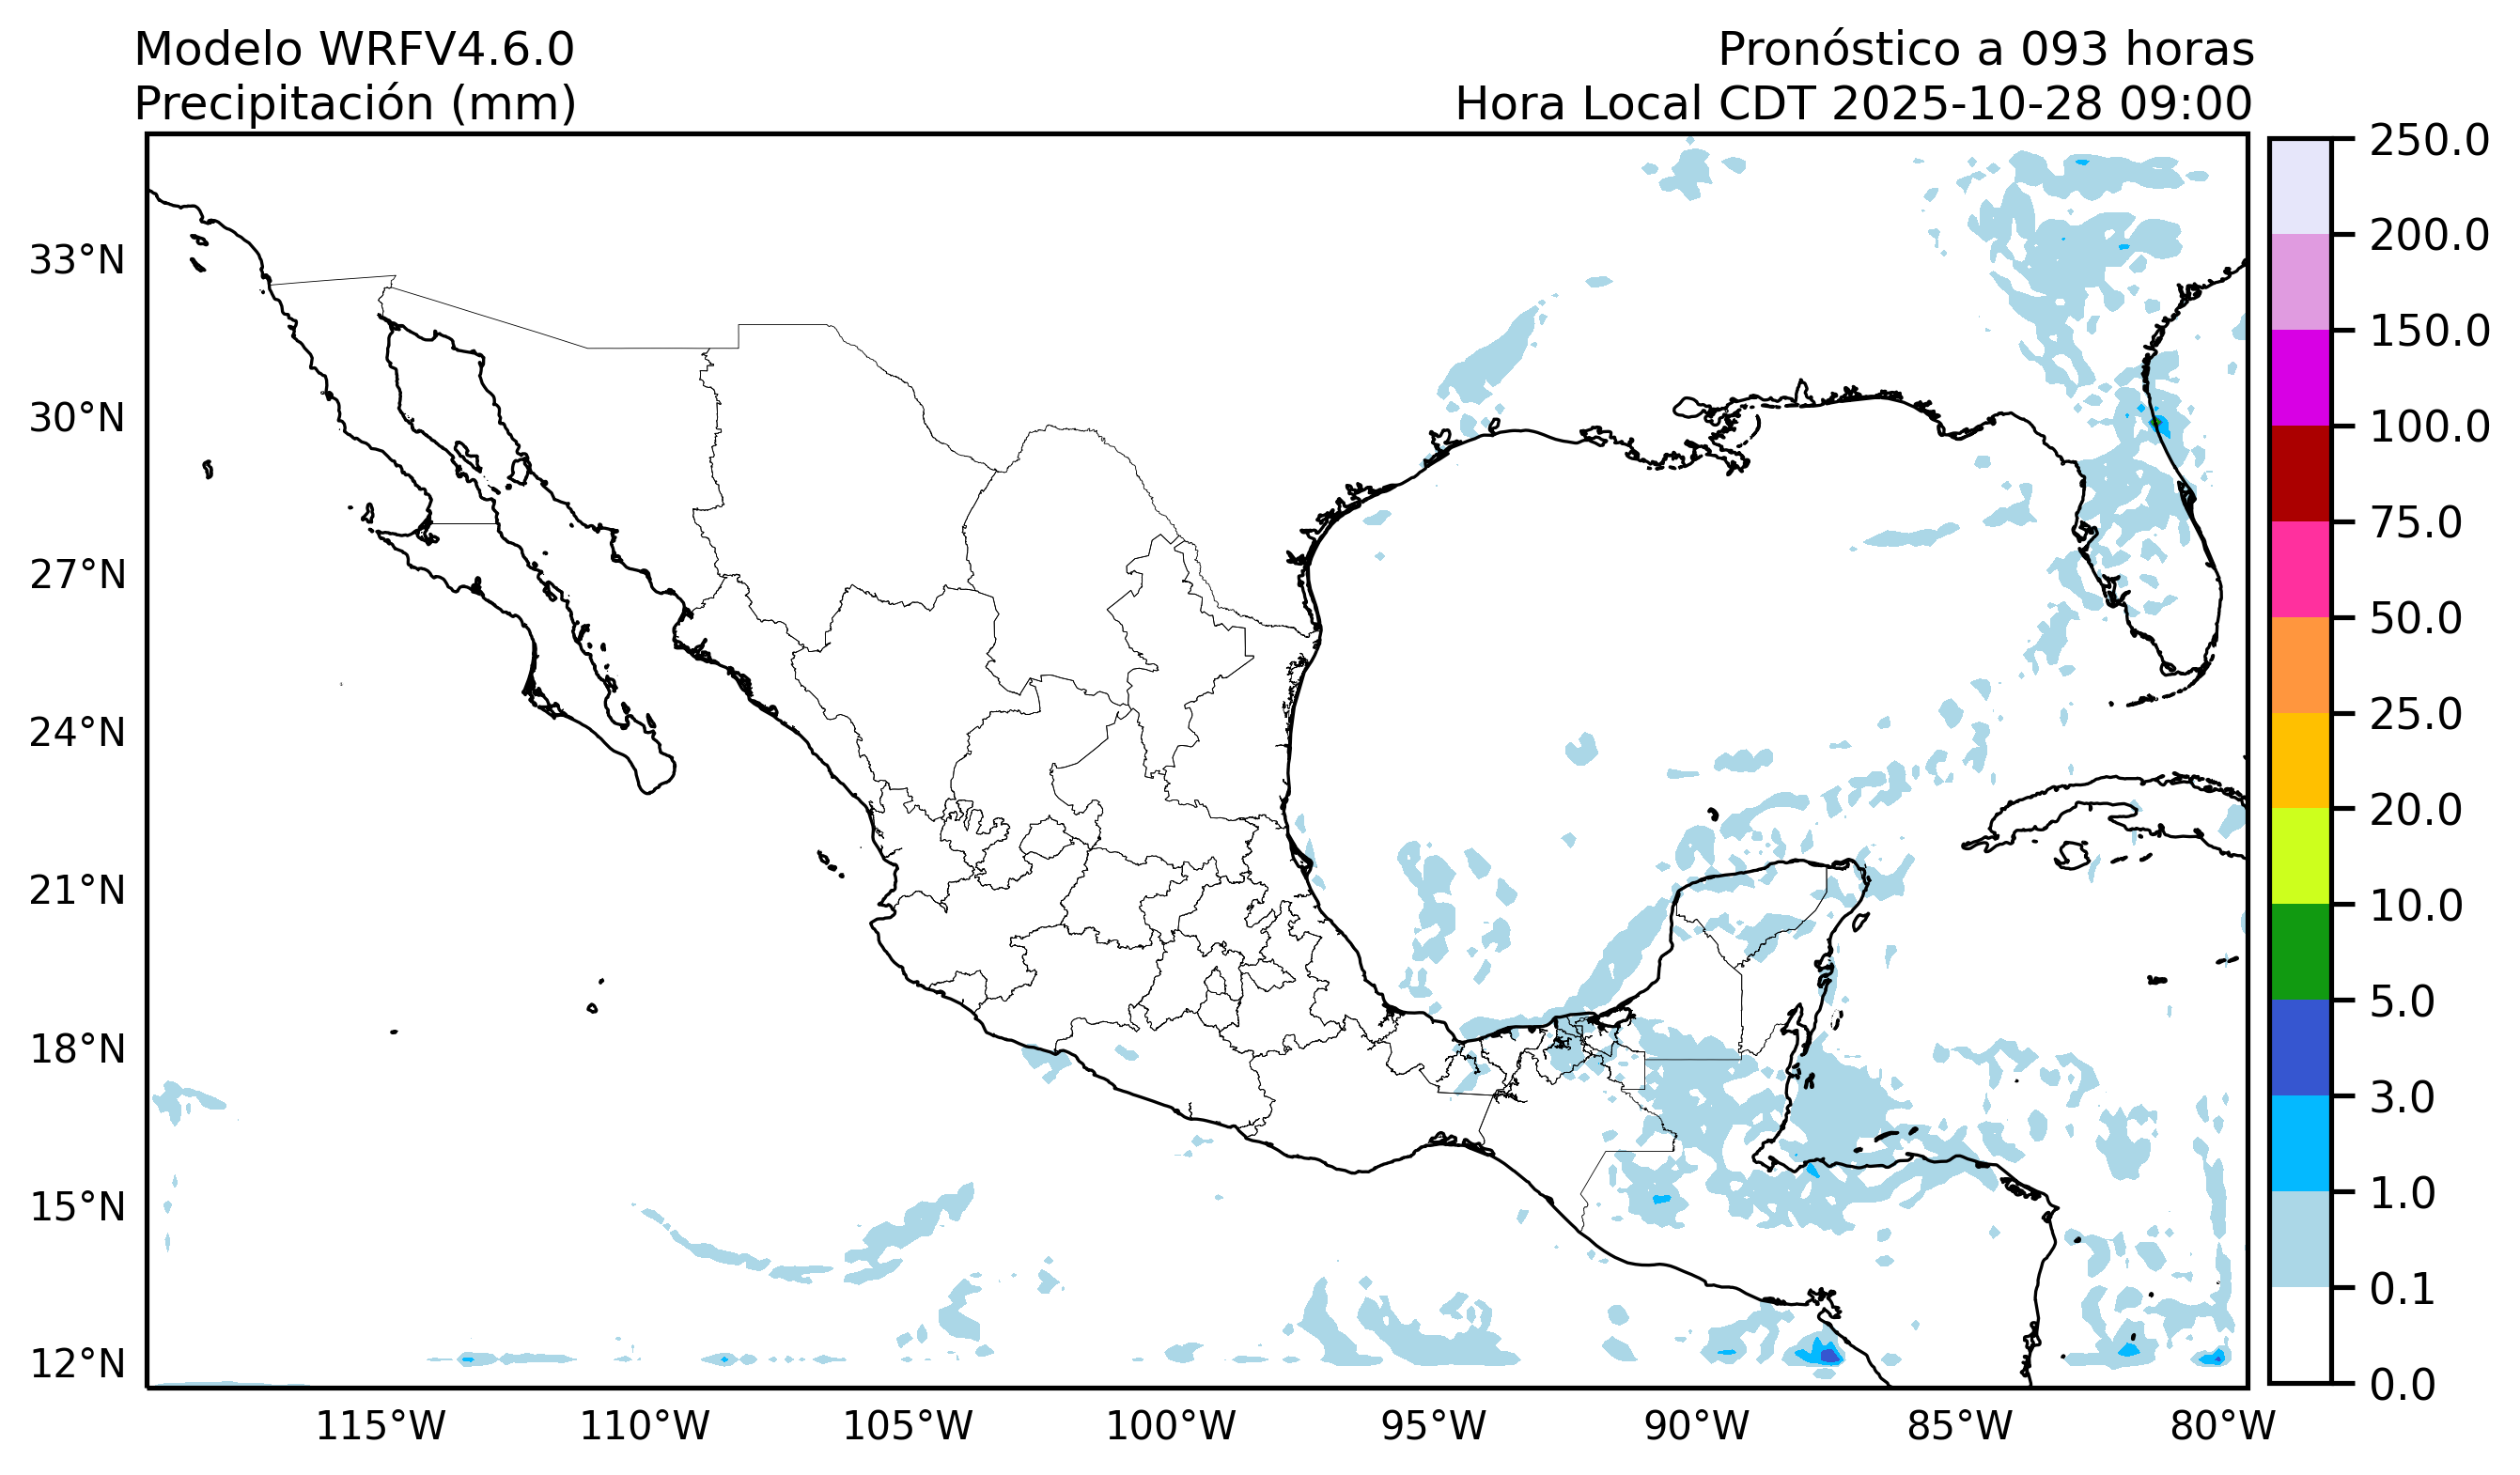 Modelo WRFV4.6.0
Precipitación (mm)
Pronóstico a 093 horas
Hora Local CDT 2025-10-28 09:00
33°N
30°N
27°N
24°N
21°N
18°N
15°N
12°N
115°W
110°W
105°W
100°W
95°W
90°W
85°W
80°W
250.0
200.0
150.0
100.0
75.0
50.0
25.0
20.0
10.0
5.0
3.0
1.0
0.1
0.0